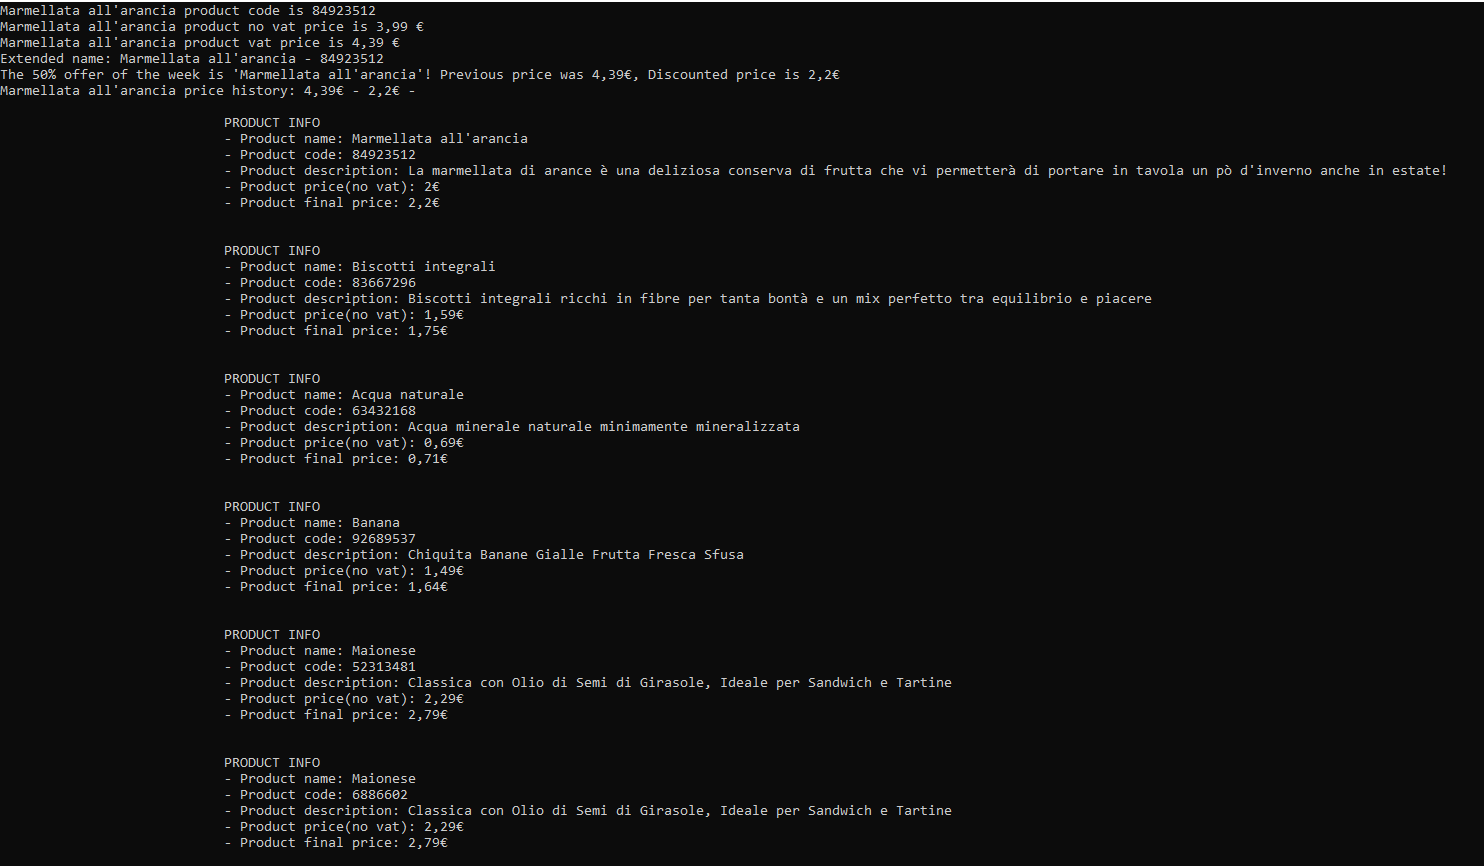 Marmellata all'arancia product code is 84923512
Marmellata all'arancia product no vat price is 3,99 €
Marmellata all'arancia product vat price is 4,39 €
Extended name: Marmellata all'arancia - 84923512
The 50% offer of the week is 'Marmellata all'arancia'! Previous price was 4,39€, Discounted price is 2,2€
Marmellata all'arancia price history: 4,39€ - 2,2€ -
PRODUCT INFO
- Product name: Marmellata all'arancia
- Product code: 84923512
- Product description: La marmellata di arance è una deliziosa conserva di frutta che vi permetterà di portare in tavola un pò d'inverno anche in estate!
- Product price(no vat): 2€
- Product final price: 2,2€
PRODUCT INFO
- Product name: Biscotti integrali
- Product code: 83667296
- Product description: Biscotti integrali ricchi in fibre per tanta bontà e un mix perfetto tra equilibrio e piacere
- Product price(no vat): 1,59€
- Product final price: 1,75€
PRODUCT INFO
- Product name: Acqua naturale
- Product code: 63432168
- Product description: Acqua minerale naturale minimamente mineralizzata
- Product price(no vat): 0,69€
- Product final price: 0,71€
PRODUCT INFO
- Product name: Banana
- Product code: 92689537
- Product description: Chiquita Banane Gialle Frutta Fresca Sfusa
- Product price(no vat): 1,49€
- Product final price: 1,64€
PRODUCT INFO
- Product name: Maionese
- Product code: 52313481
- Product description: Classica con Olio di Semi di Girasole, Ideale per Sandwich e Tartine
- Product price(no vat): 2,29€
- Product final price: 2,79€
PRODUCT INFO
- Product name: Maionese
- Product code: 6886602
- Product description: Classica con Olio di Semi di Girasole, Ideale per Sandwich e Tartine
- Product price(no vat): 2,29€
- Product final price: 2,79€